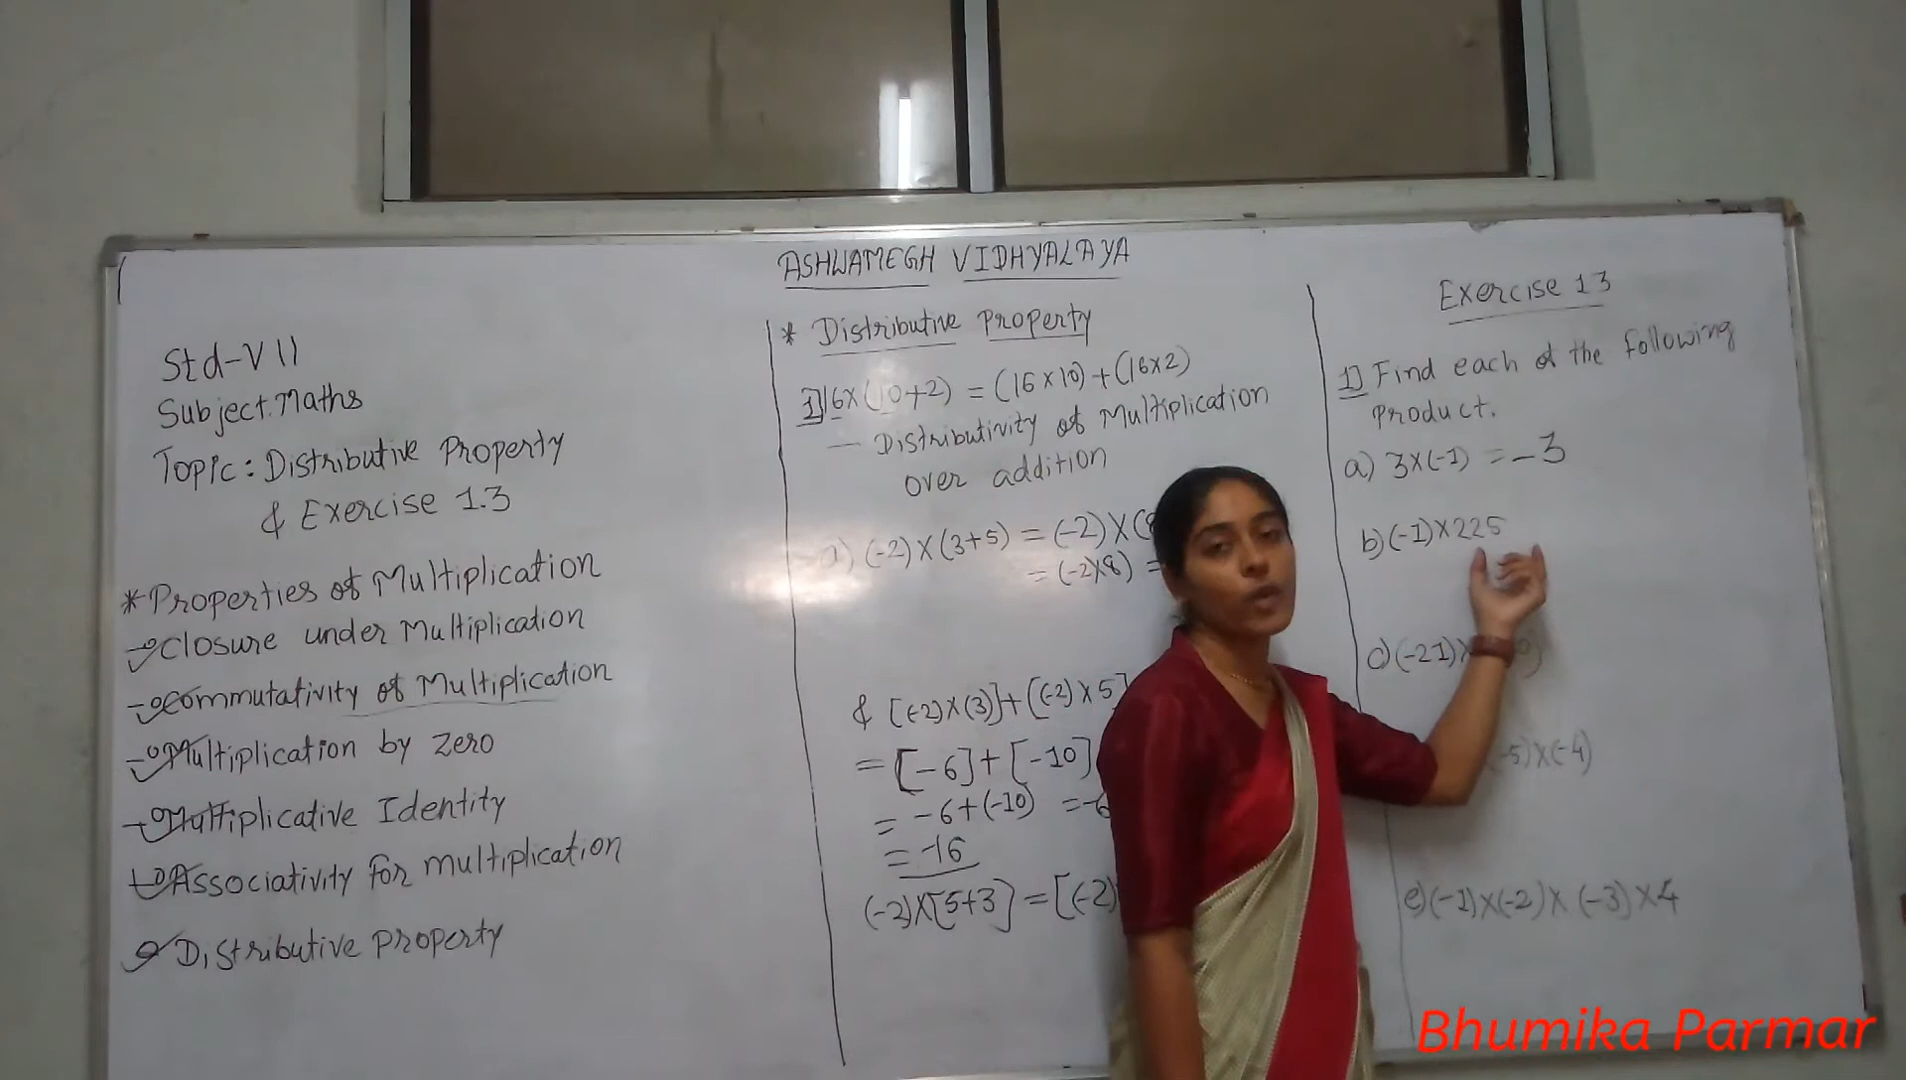 ASHWAMEGH VIDHYALAYA
Std-VII
Subject: Maths
Topic: Distributive Property
& Exercise 1.3
* Properties of Multiplication
Closure under Multiplication
Commutativity of Multiplication
Multiplication by Zero
Multiplicative Identity
Associativity for multiplication
Distributive property
* Distributive Property
1] 16×(10+2) = (16×10)+(16×2)
— Distributivity of Multiplication
over addition
a) (-2)×(3+5) = (-2)×(8
= (-2×8) =
& [(-2)×(3)]+[(-2)×5]
= [-6]+[-10]
= -6+(-10) = -6
= -16
(-2)×[5+3] = [(-2)
Exercise 1.3
1] Find each of the following
product.
a) 3×(-1) = -3
b) (-1)×225
c) (-21)×
-5)×(-4)
e) (-1)×(-2)×(-3)×4
Bhumika Parmar